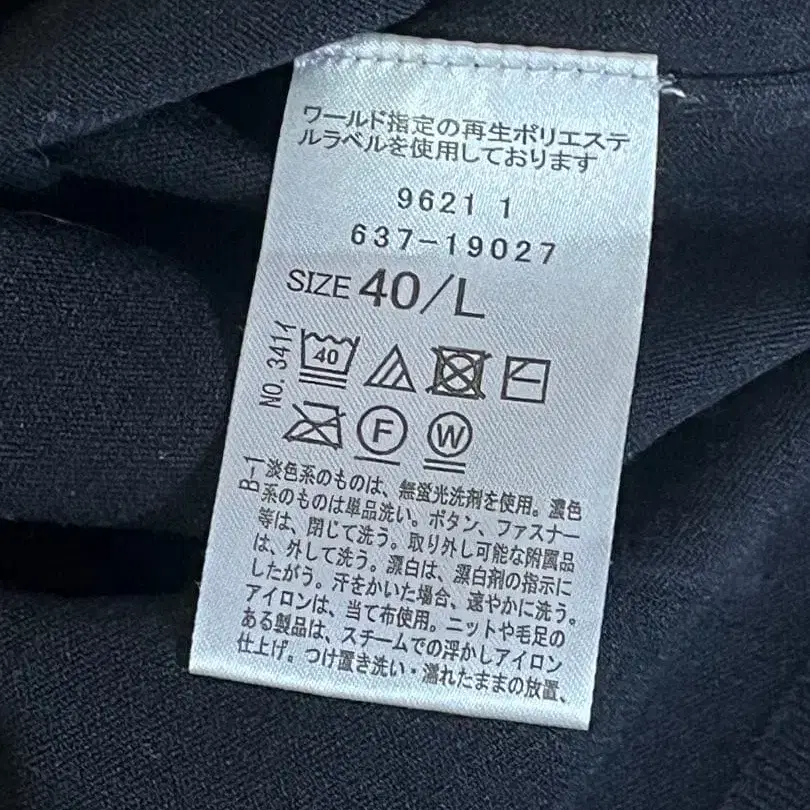 ワールド指定の再生ポリエステ
ルラベルを使用しております
9621 1
637-19027
SIZE 40/L
NO. 3411
40
F W
B-1
淡色系のものは、無蛍光洗剤を使用。濃色
系のものは単品洗い。ボタン、ファスナー
等は、閉じて洗う。取り外し可能な附属品
は、外して洗う。漂白は、漂白剤の指示に
したがう。汗をかいた場合、速やかに洗う。
アイロンは、当て布使用。ニットや毛足の
ある製品は、スチームでの浮かしアイロン
仕上げ。つけ置き洗い・濡れたままの放置、